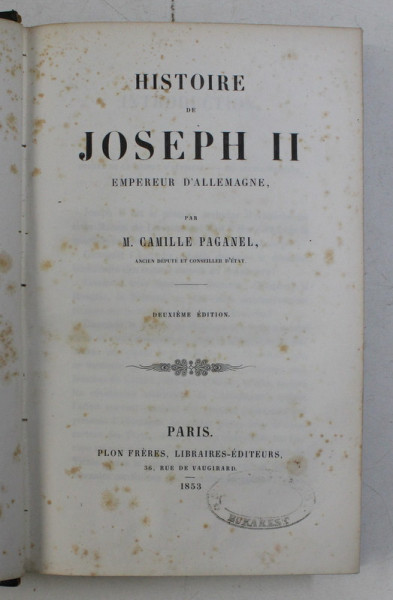 HISTOIRE
DE
JOSEPH II
EMPEREUR D'ALLEMAGNE,
PAR
M. CAMILLE PAGANEL,
ANCIEN DÉPUTÉ ET CONSEILLER D'ÉTAT.
DEUXIÈME ÉDITION.
PARIS.
PLON FRÈRES, LIBRAIRES-ÉDITEURS,
36, RUE DE VAUGIRARD.
1853
BUKAREST